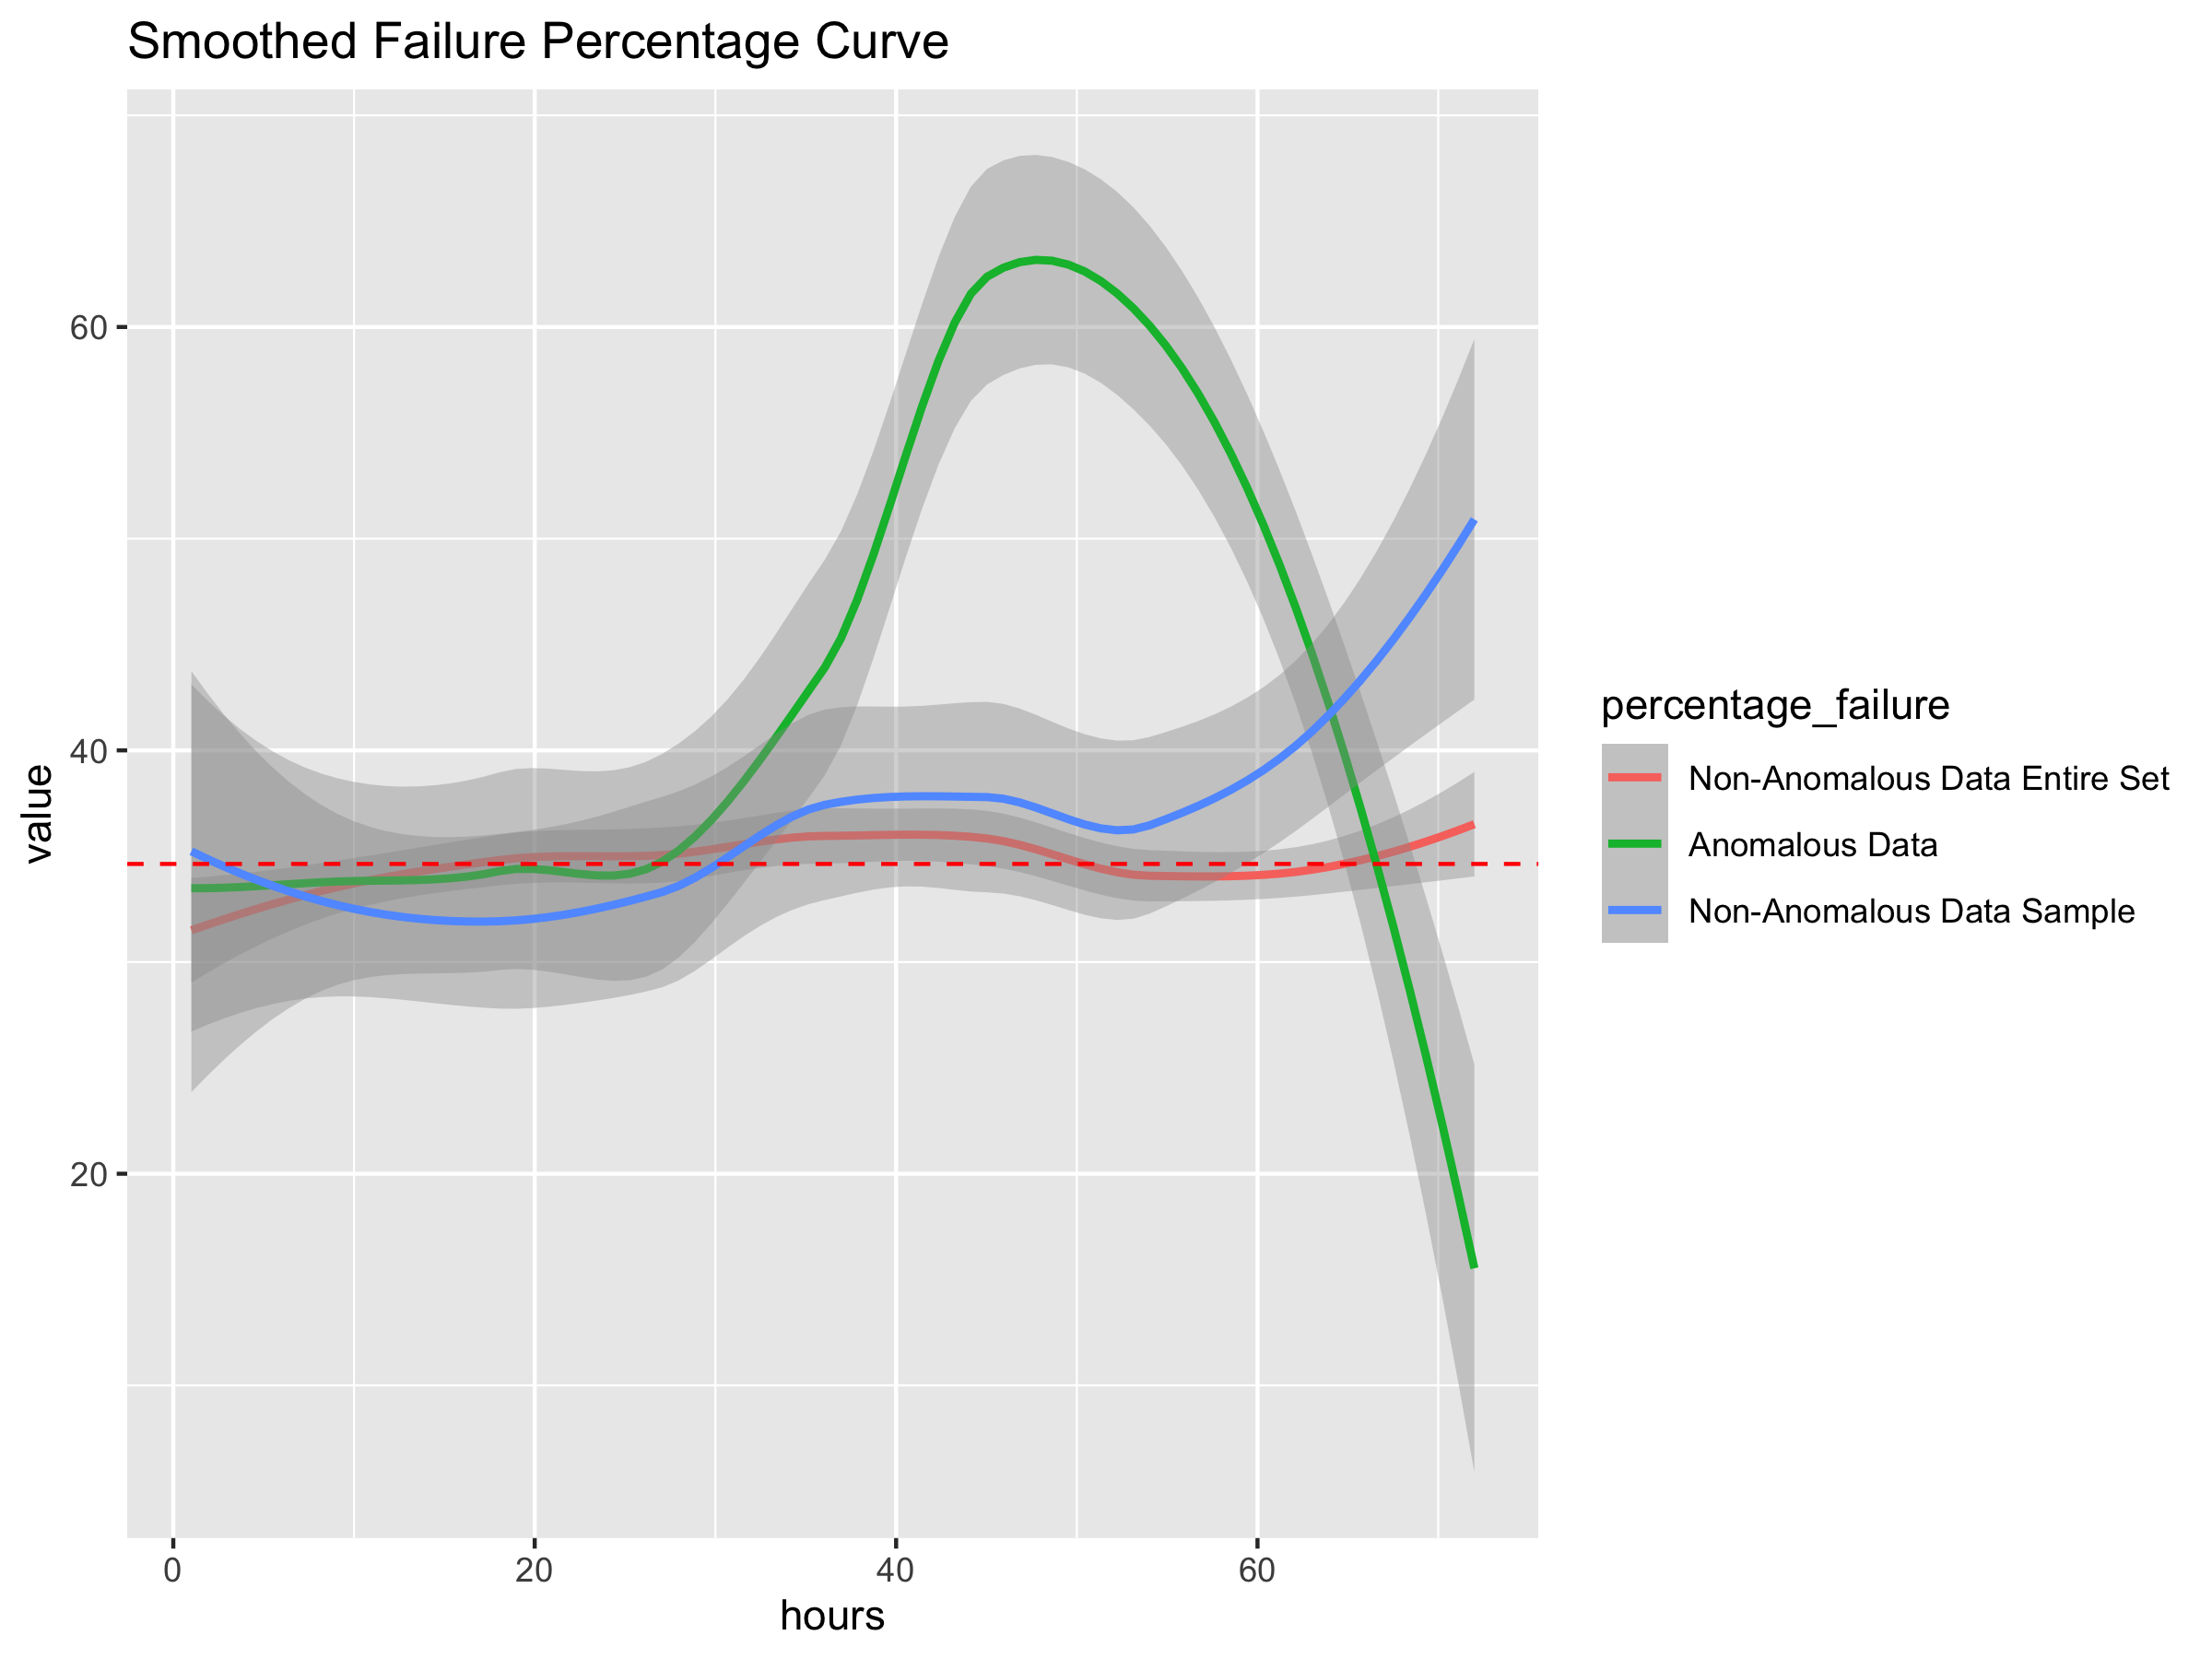 Smoothed Failure Percentage Curve
value
60
40
20
0 20 40 60
hours
percentage_failure
Non-Anomalous Data Entire Set
Anomalous Data
Non-Anomalous Data Sample